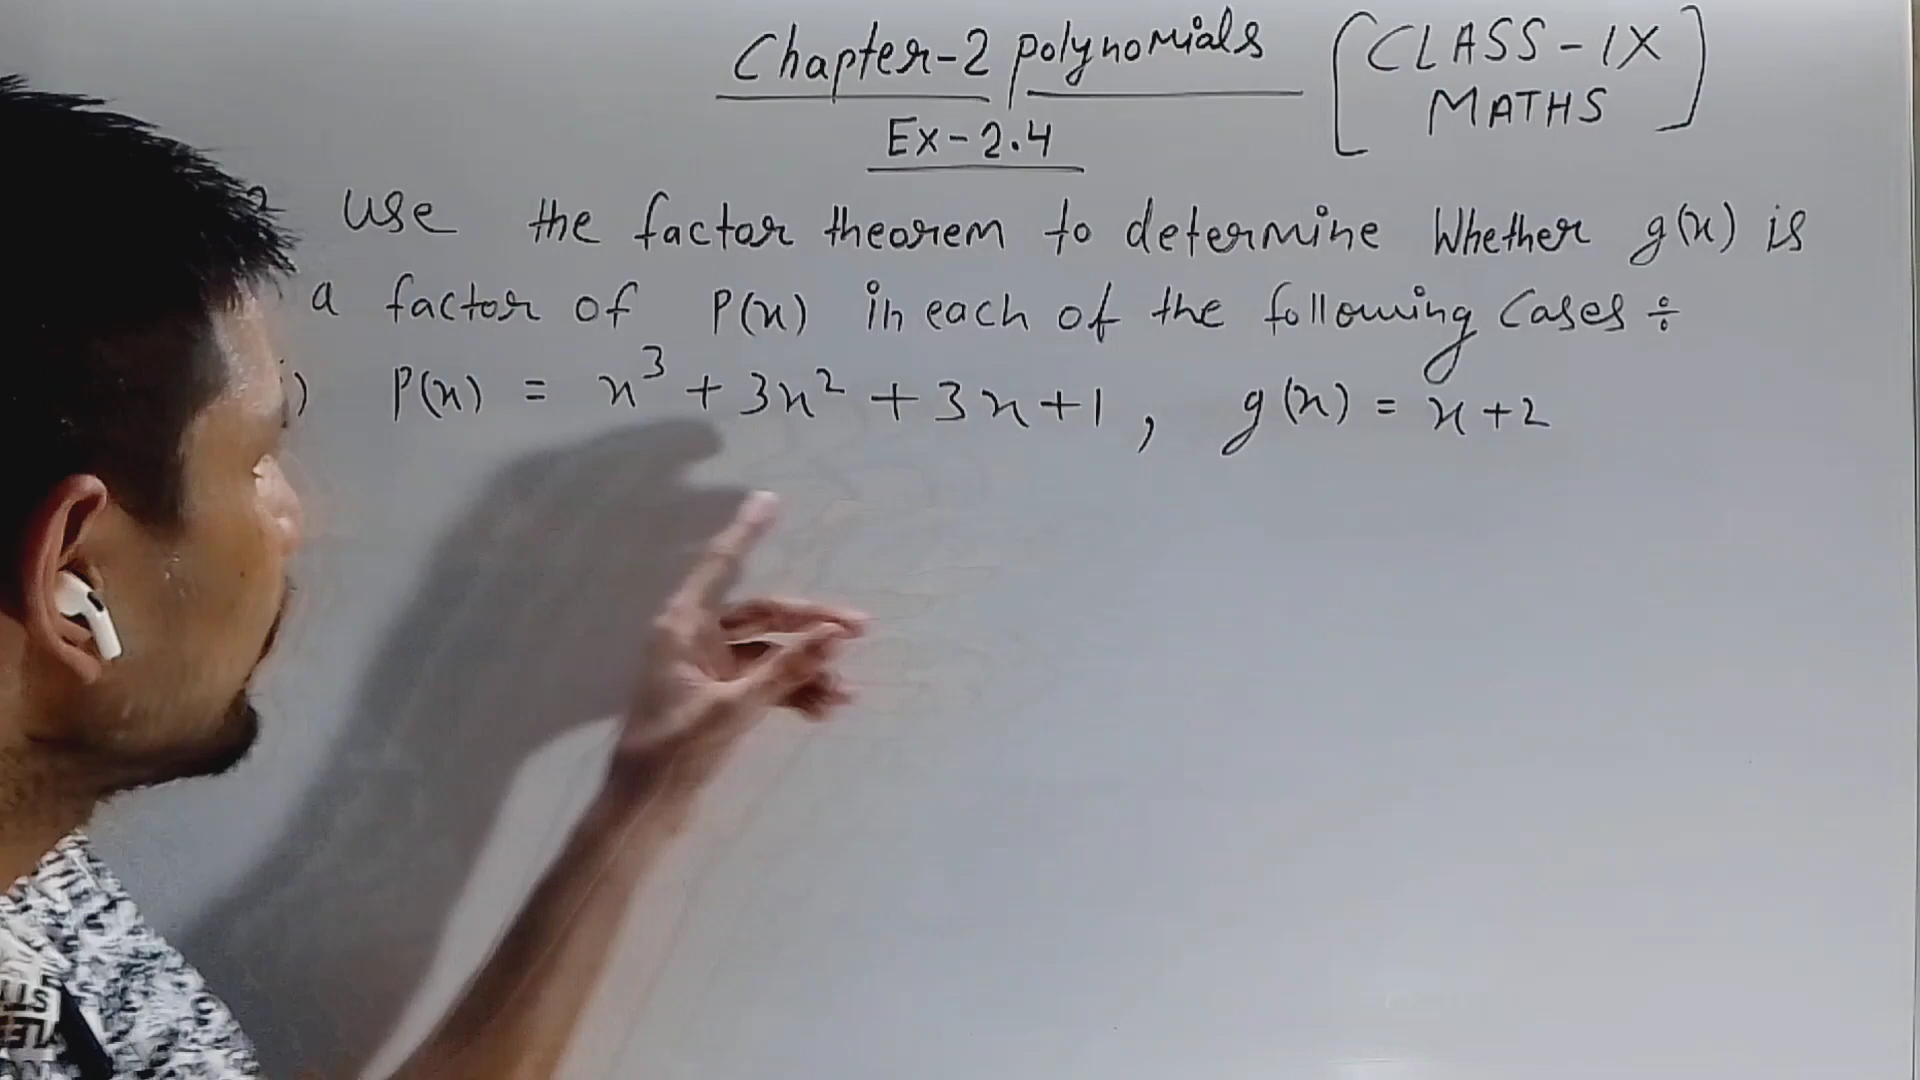 Chapter-2 polynomials [CLASS-IX
MATHS]
Ex-2.4
2 use the factor theorem to determine Whether g(x) is
a factor of P(x) in each of the following Cases ÷
i) P(x) = x³ + 3x² + 3x+1, g(x) = x+2